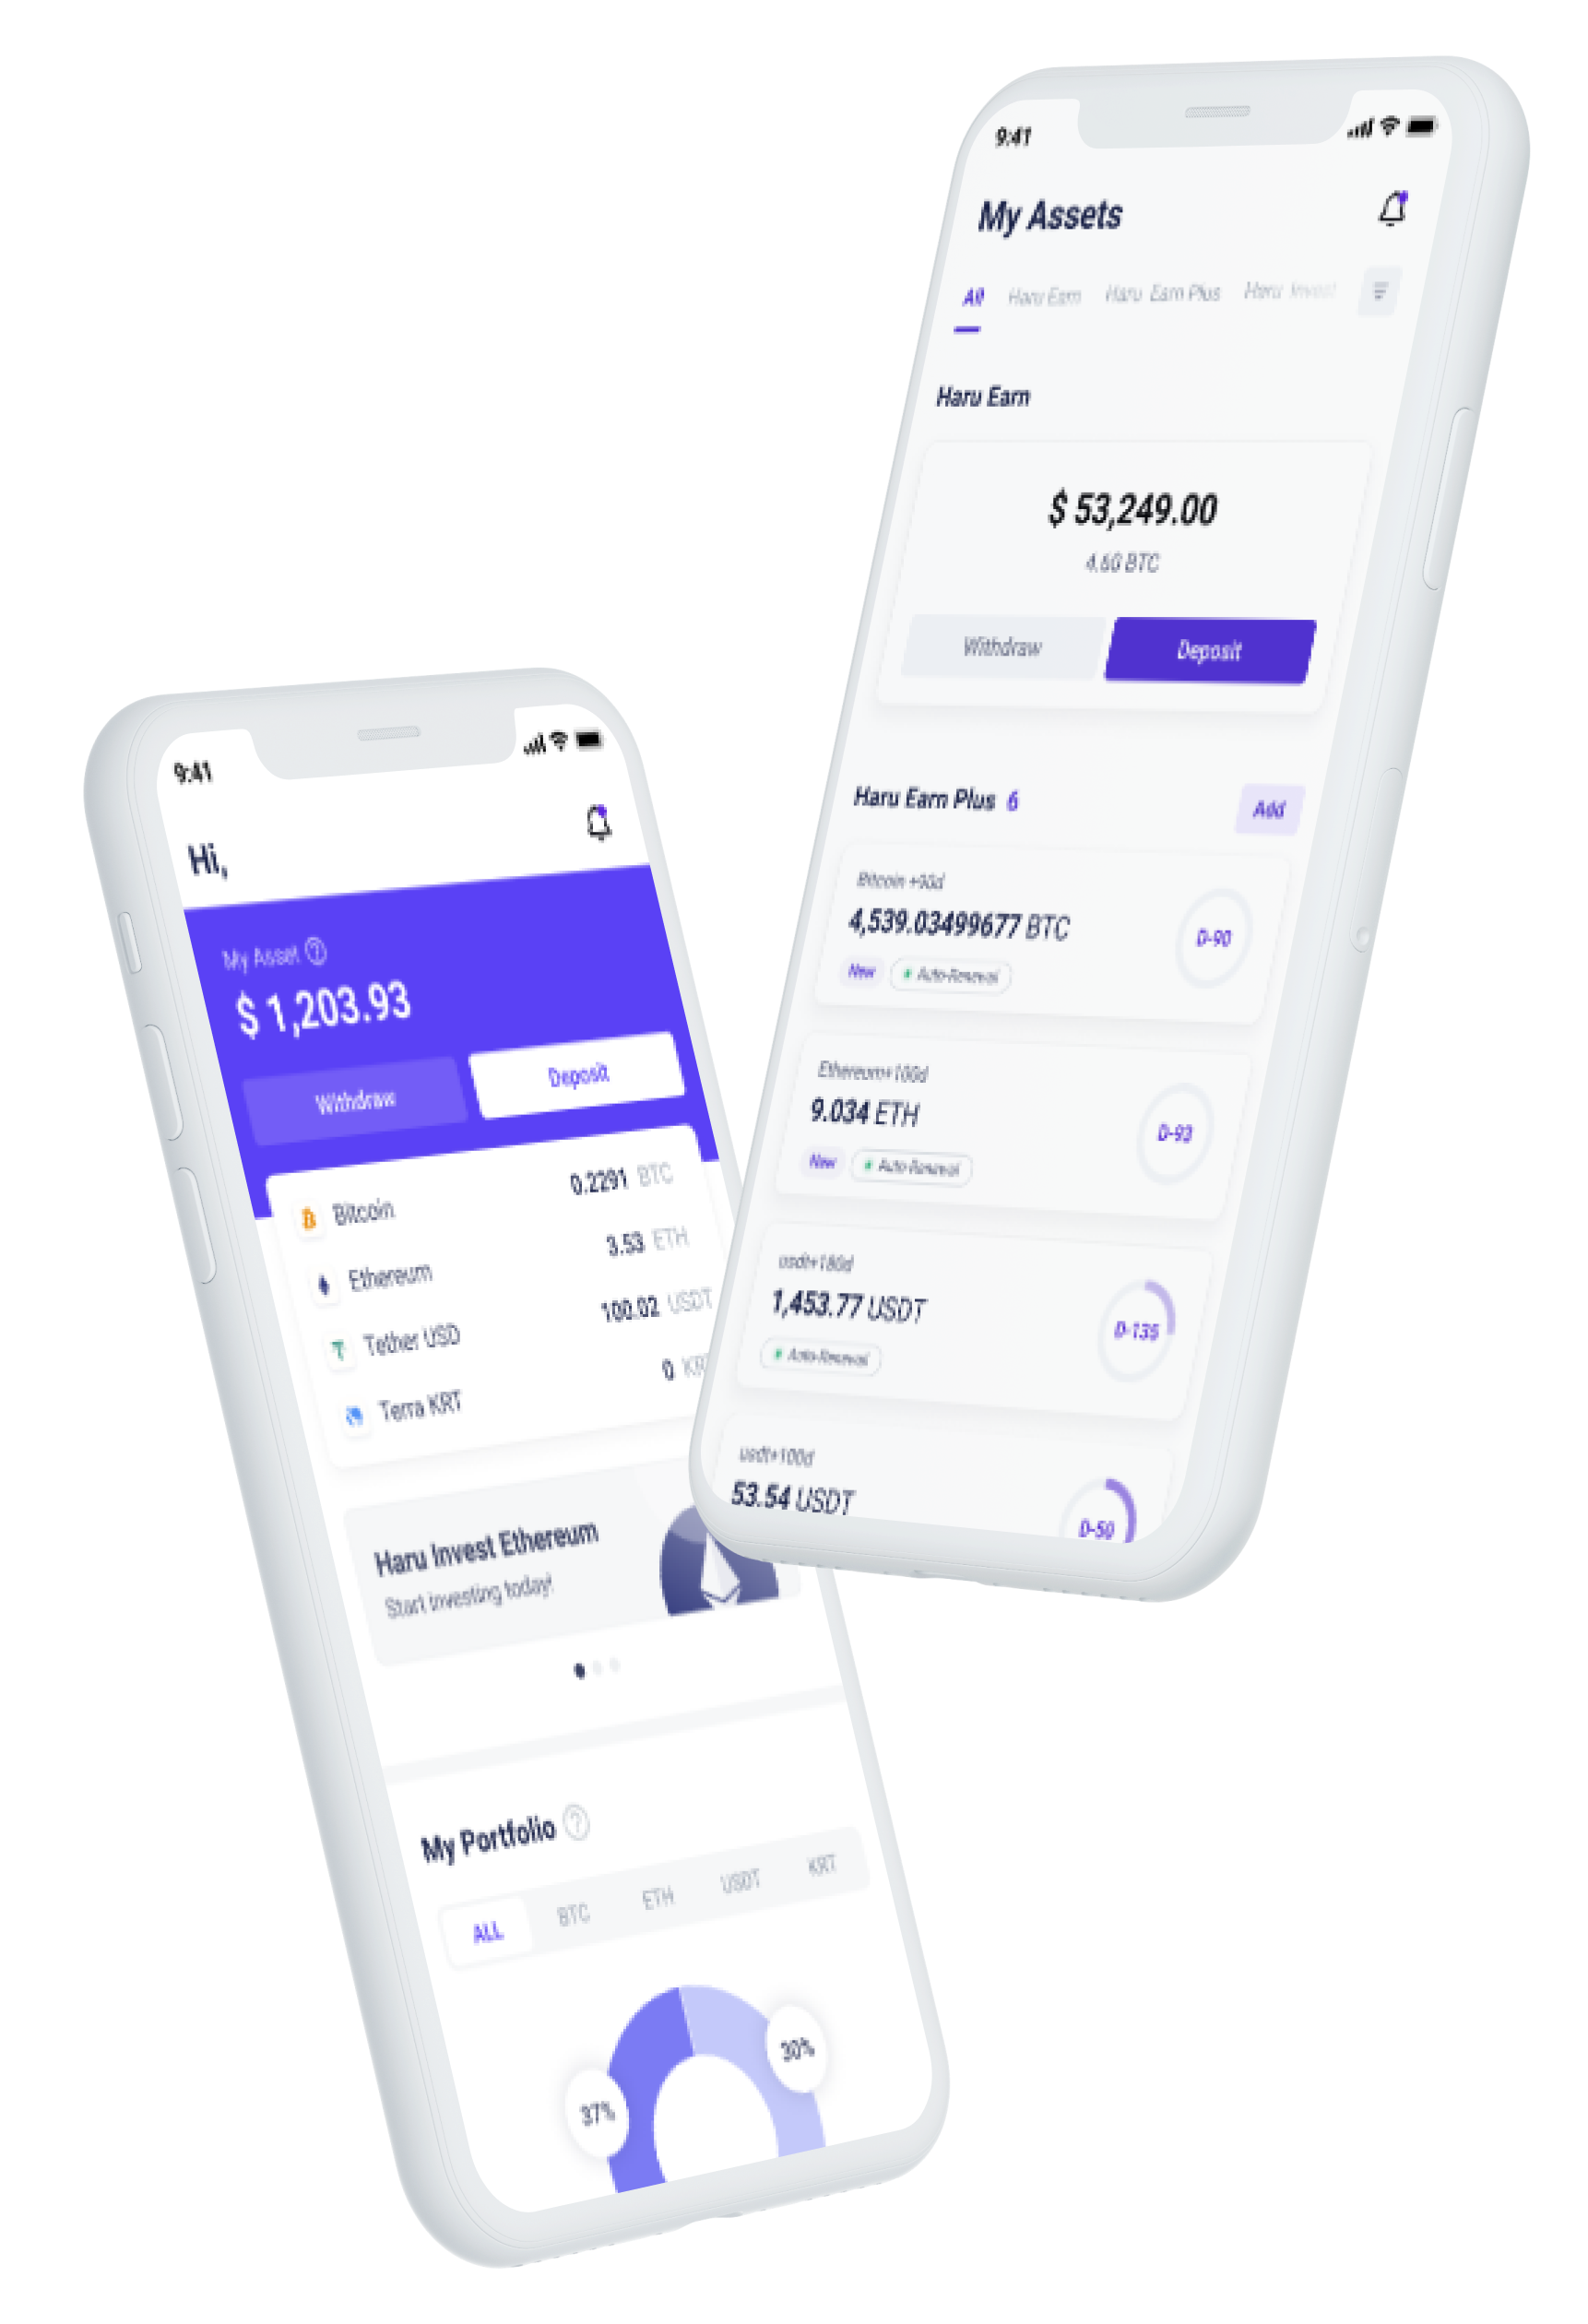 9:41
Hi,
My Asset ?
$ 1,203.93
Withdraw Deposit
Bitcoin 0.2291 BTC
Ethereum 3.53 ETH
Tether USD 100.02 USDT
Terra KRT 0 KRT
Haru Invest Ethereum
Start investing today!
My Portfolio ?
ALL BTC ETH USDT KRT
37% 30%
9:41
My Assets
All Haru Earn Haru Earn Plus Haru Invest
Haru Earn
$ 53,249.00
4.60 BTC
Withdraw Deposit
Haru Earn Plus 6 Add
Bitcoin +90d
4,539.03499677 BTC
D-90
New Auto-Renewal
Ethereum+100d
9.034 ETH
D-93
New Auto-Renewal
usdt+180d
1,453.77 USDT
D-135
Auto-Renewal
usdt+100d
53.54 USDT
D-50